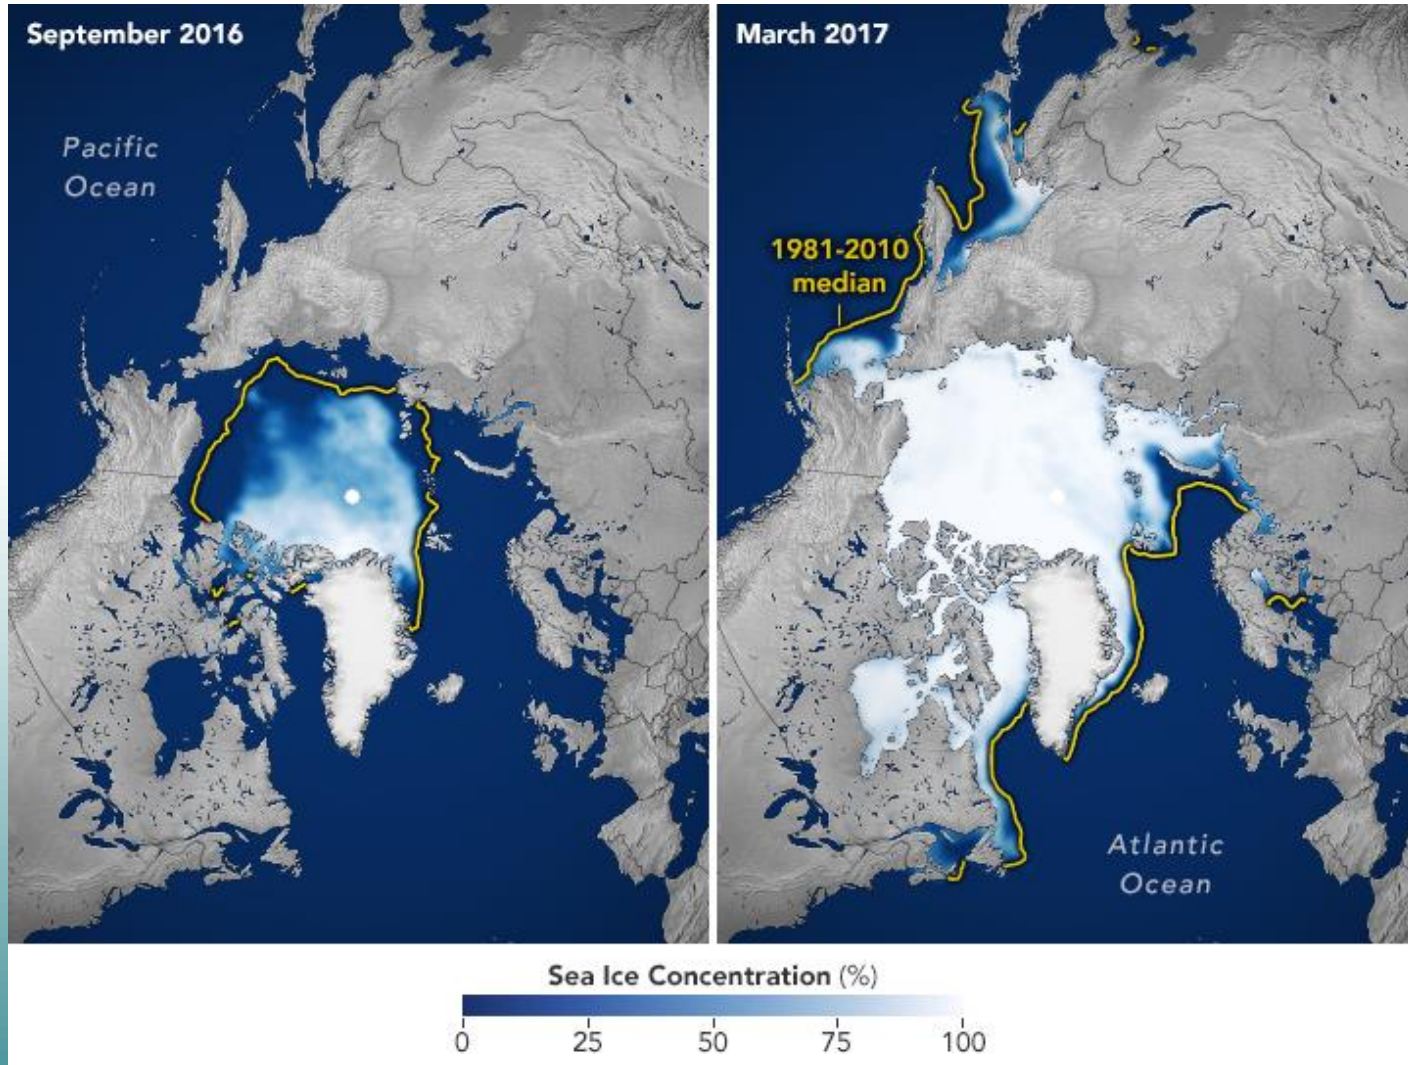 September 2016
Pacific
Ocean
March 2017
1981-2010
median
Atlantic
Ocean
Sea Ice Concentration (%)
0 25 50 75 100